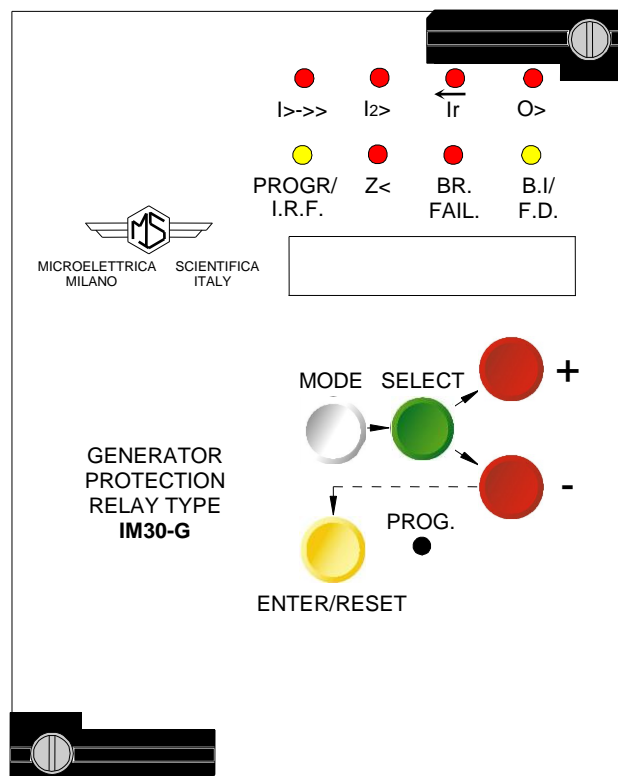 I>->> I2> Ir O>
PROGR/ I.R.F. Z< BR. FAIL. B.I/ F.D.
MS
MICROELETTRICA SCIENTIFICA
MILANO ITALY
MODE SELECT
+
GENERATOR
PROTECTION
RELAY TYPE
IM30-G
-
PROG.
ENTER/RESET